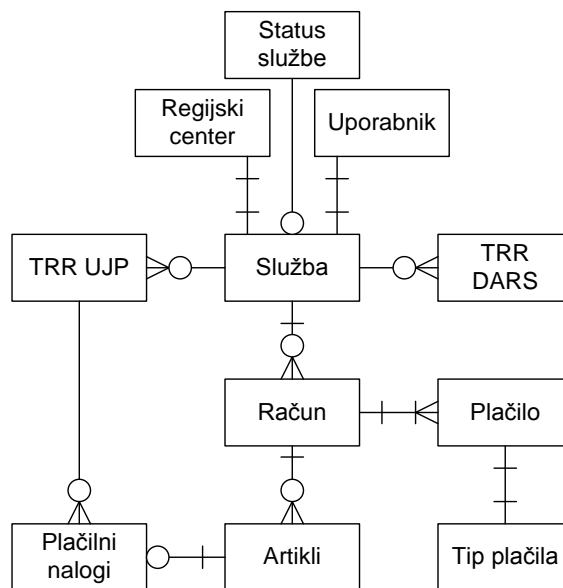 Status
službe
Regijski
center
Uporabnik
TRR UJP
Služba
TRR
DARS
Račun
Plačilo
Plačilni
nalogi
Artikli
Tip plačila